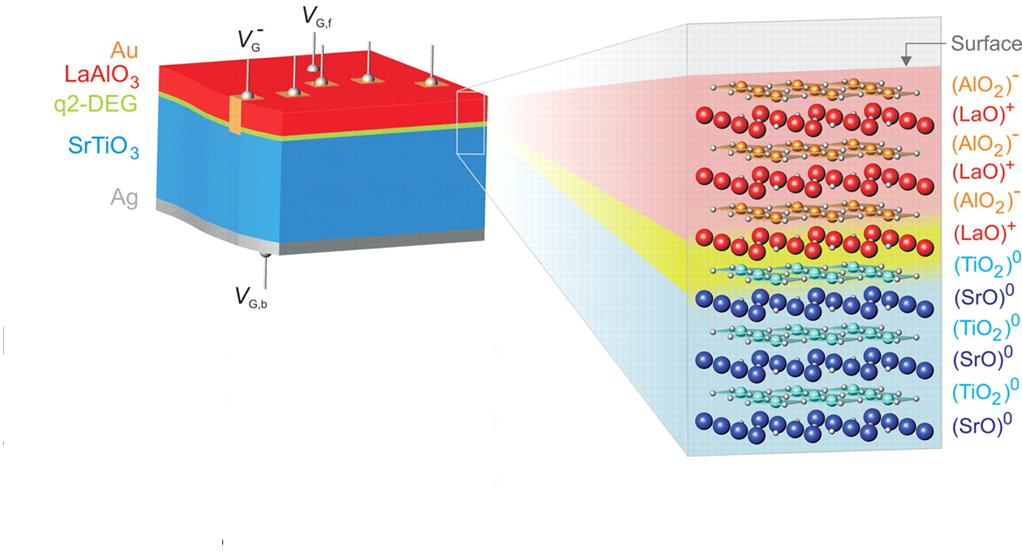 V_G,f
V_G^-
Au
LaAlO₃
q2-DEG
SrTiO₃
Ag
V_G,b
Surface
(AlO₂)⁻
(LaO)⁺
(AlO₂)⁻
(LaO)⁺
(AlO₂)⁻
(LaO)⁺
(TiO₂)⁰
(SrO)⁰
(TiO₂)⁰
(SrO)⁰
(TiO₂)⁰
(SrO)⁰